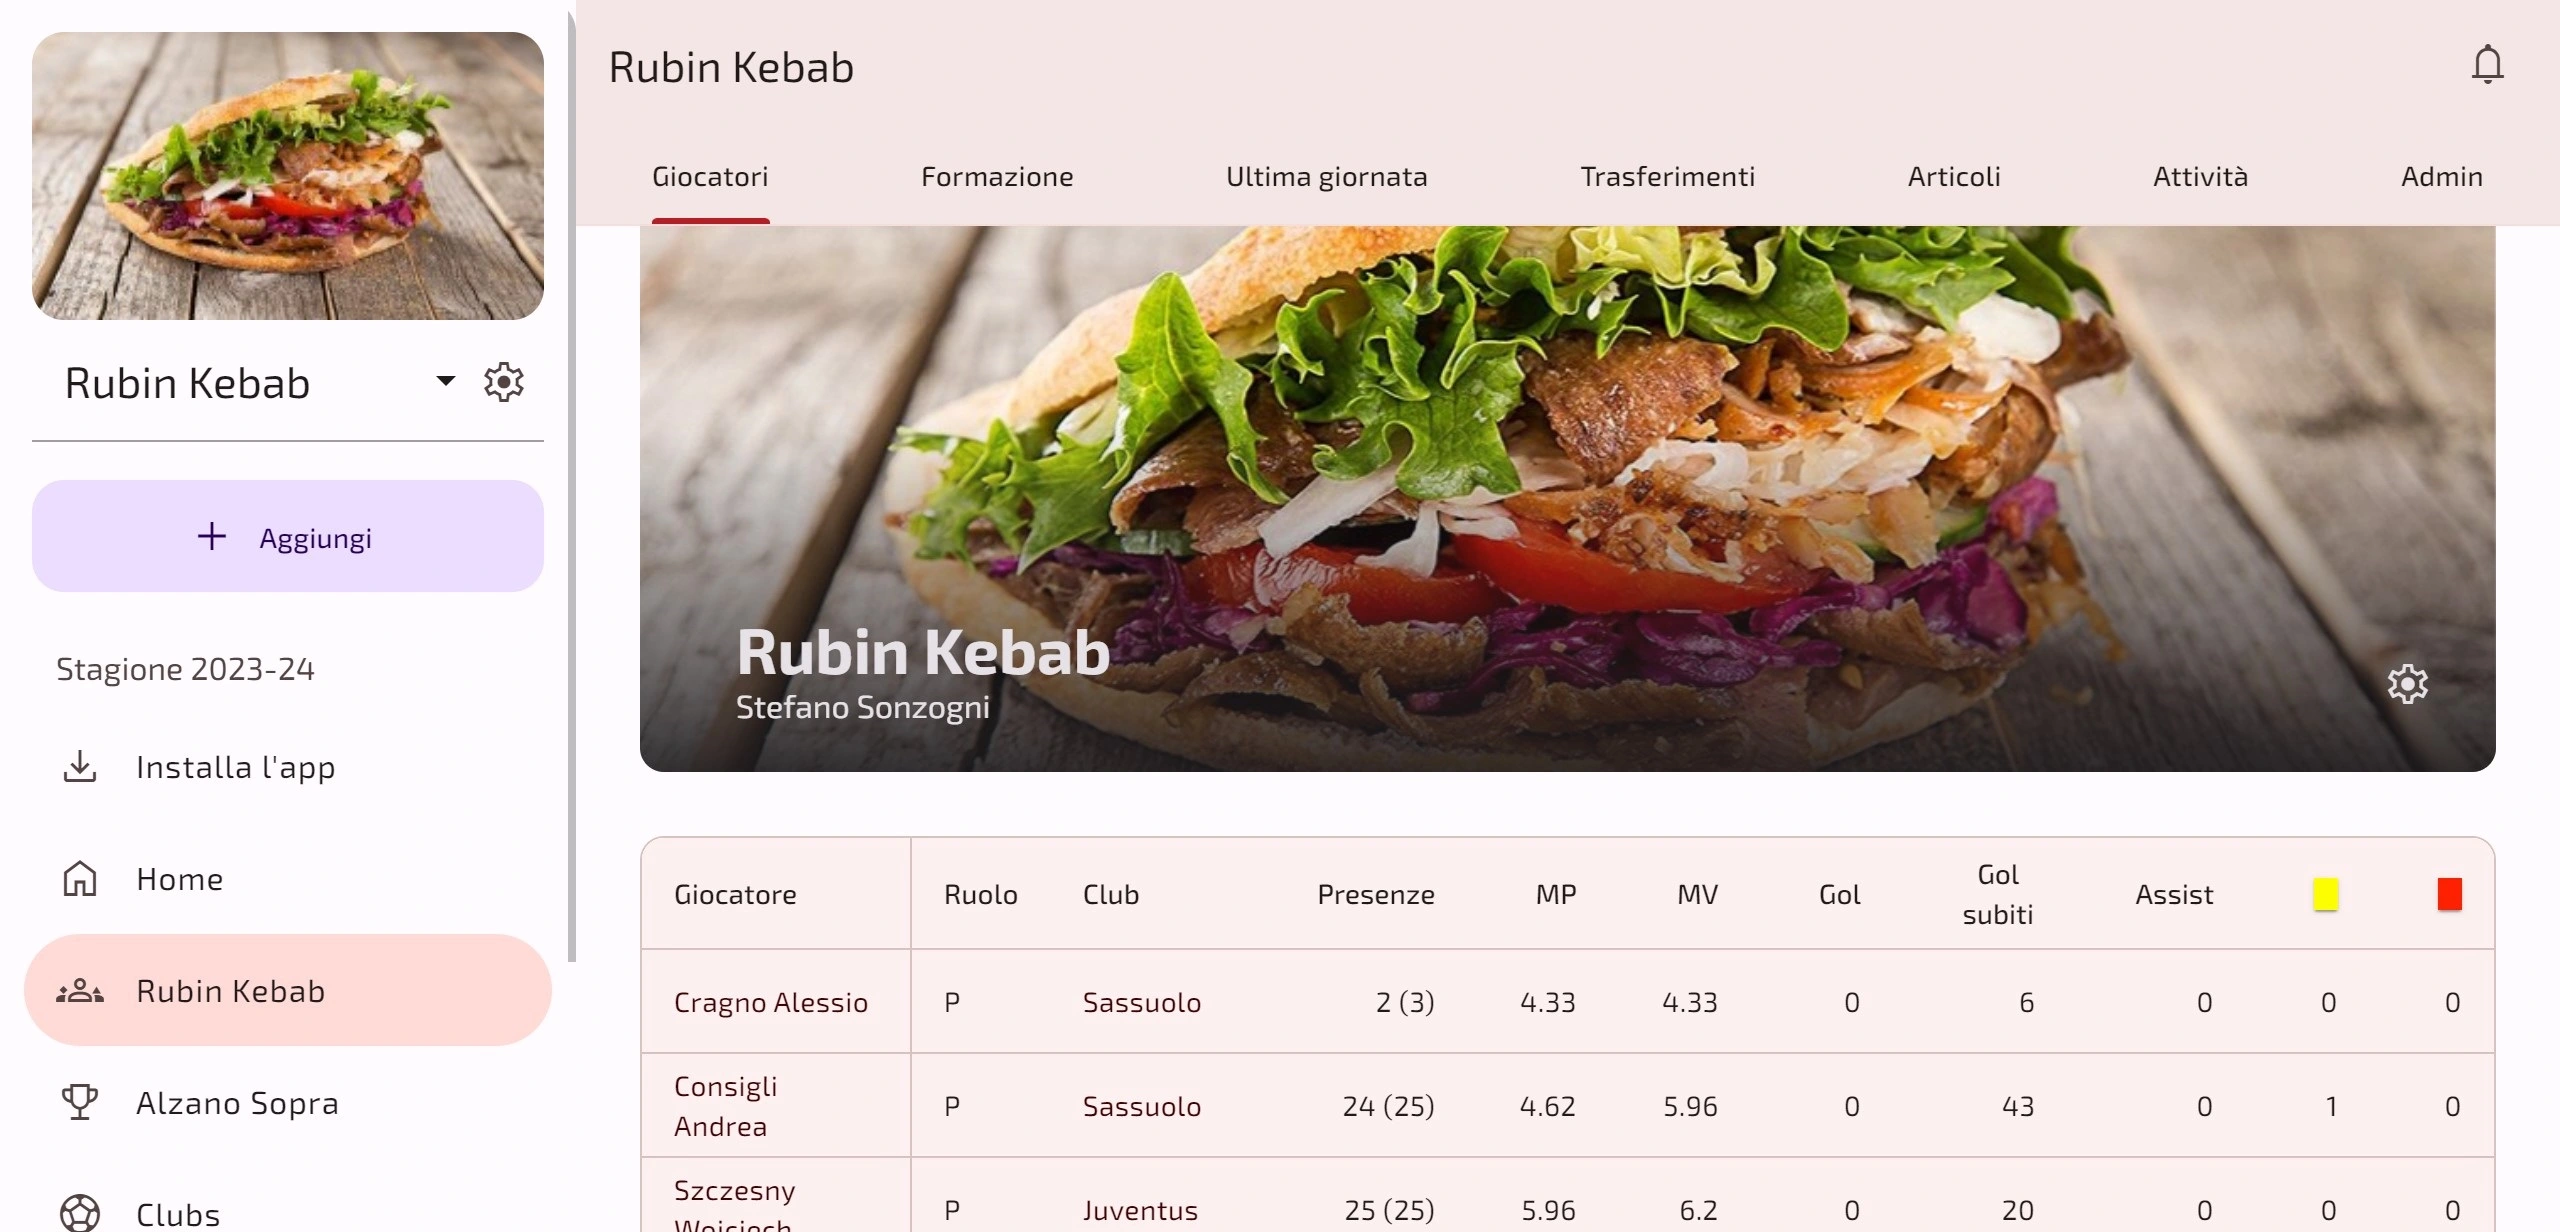 Rubin Kebab
Aggiungi
Stagione 2023-24
Installa l'app
Home
Rubin Kebab
Alzano Sopra
Clubs
Rubin Kebab
Giocatori Formazione Ultima giornata Trasferimenti Articoli Attività Admin
Rubin Kebab
Stefano Sonzogni
Giocatore Ruolo Club Presenze MP MV Gol Gol subiti Assist
Cragno Alessio P Sassuolo 2 (3) 4.33 4.33 0 6 0 0 0
Consigli Andrea P Sassuolo 24 (25) 4.62 5.96 0 43 0 1 0
Szczesny Wojciech P Juventus 25 (25) 5.96 6.2 0 20 0 0 0